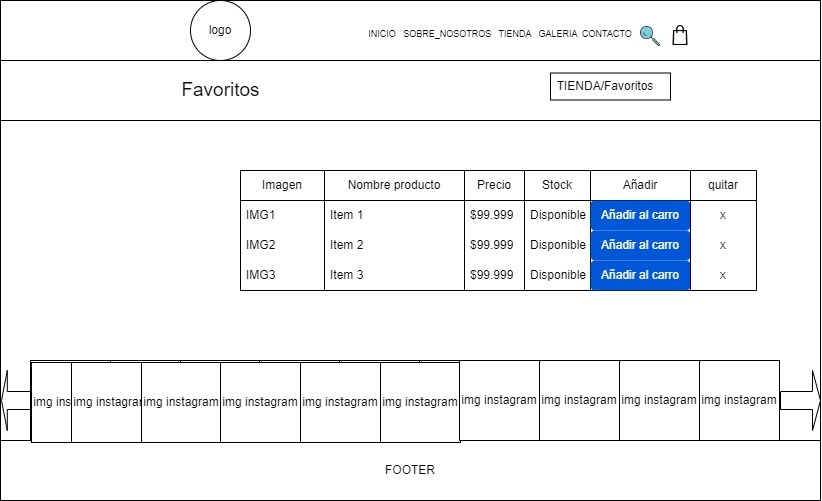 logo
INICIO SOBRE_NOSOTROS TIENDA GALERIA CONTACTO
Favoritos
TIENDA/Favoritos
Imagen Nombre producto Precio Stock Añadir quitar
IMG1 Item 1 $99.999 Disponible Añadir al carro x
IMG2 Item 2 $99.999 Disponible Añadir al carro x
IMG3 Item 3 $99.999 Disponible Añadir al carro x
img ins img instagram img instagram img instagram img instagram img instagram img instagram img instagram img instagram img instagram
FOOTER